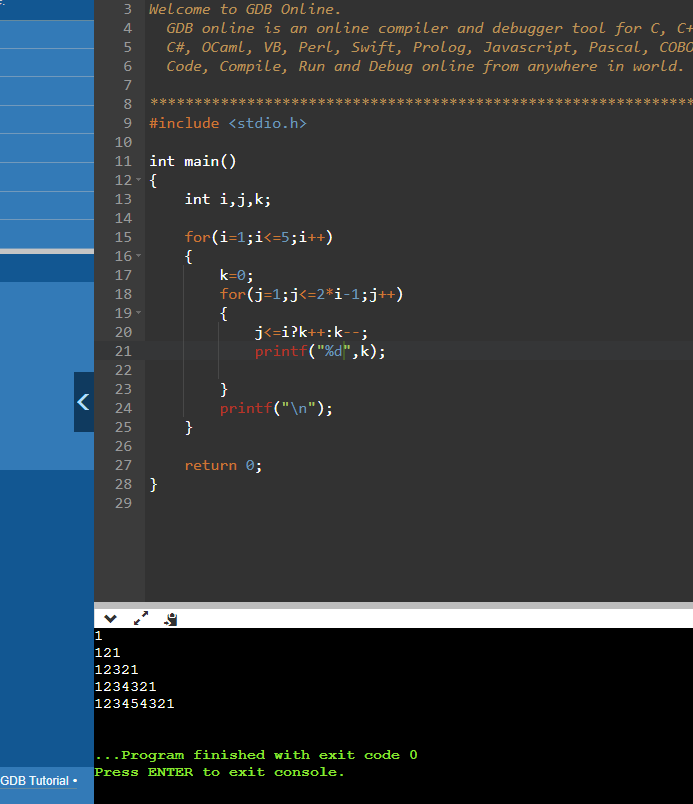 3 Welcome to GDB Online.
4 GDB online is an online compiler and debugger tool for C, C+
5 C#, OCaml, VB, Perl, Swift, Prolog, Javascript, Pascal, COBO
6 Code, Compile, Run and Debug online from anywhere in world.
7
8 **************************************************************
9 #include <stdio.h>
10
11 int main()
12 {
13 int i,j,k;
14
15 for(i=1;i<=5;i++)
16 {
17 k=0;
18 for(j=1;j<=2*i-1;j++)
19 {
20 j<=i?k++:k--;
21 printf("%d",k);
22
23 }
24 printf("\n");
25 }
26
27 return 0;
28 }
29
1
121
12321
1234321
123454321
...Program finished with exit code 0
Press ENTER to exit console.
GDB Tutorial •